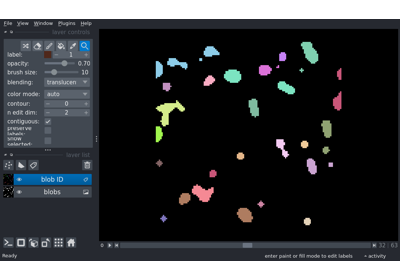 File View Plugins Window Help
layer controls
label: 1
opacity: 0.70
brush size: 10
blending: translucen
color mode: auto
contour: 0
n edit dim: 2
contiguous:
preserve labels:
show selected:
layer list
blob ID
blobs
0 32 63
Ready enter paint or fill mode to edit labels activity